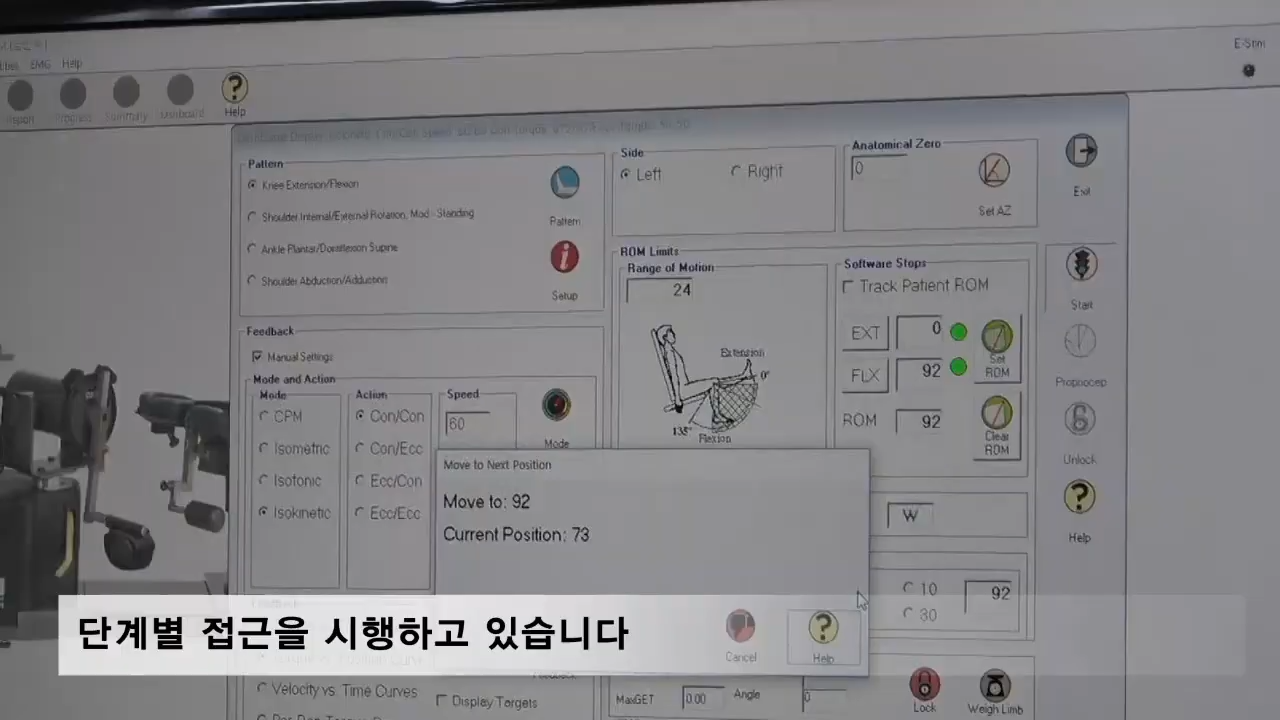 E-Stim
EMG Help
Help
Pattern
Knee Extension/Flexion
Shoulder Internal/External Rotation, Mod - Standing
Ankle Plantar/Dorsiflexion Supine
Shoulder Abduction/Adduction
Pattern
Setup
Side
Left
Right
Anatomical Zero
0
Set AZ
Exit
Feedback
Manual Settings
Mode and Action
Mode
CPM
Isometric
Isotonic
Isokinetic
Action
Con/Con
Con/Ecc
Ecc/Con
Ecc/Ecc
Speed
60
Mode
ROM Limits
Range of Motion
24
Extension
0°
135°
Flexion
Software Stops
Track Patient ROM
EXT
0
Set ROM
FLX
92
ROM
92
Clear ROM
Start
Propriocep
Unlock
Help
Move to Next Position
Move to: 92
Current Position: 73
Cancel
Help
W
10
30
92
단계별 접근을 시행하고 있습니다
Velocity vs. Time Curves
Display Targets
MaxGET
0.00
Angle
0
Lock
Weigh Limb